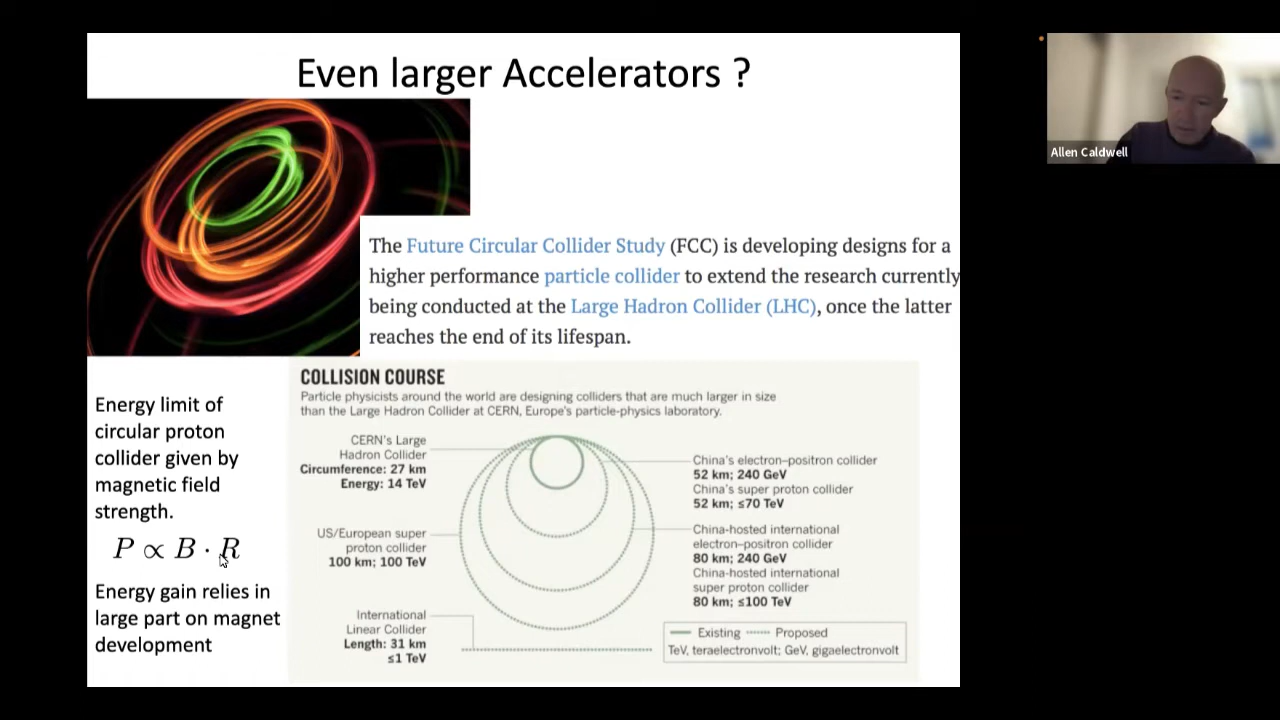 Even larger Accelerators ?
Allen Caldwell
The Future Circular Collider Study (FCC) is developing designs for a
higher performance particle collider to extend the research currently
being conducted at the Large Hadron Collider (LHC), once the latter
reaches the end of its lifespan.
Energy limit of
circular proton
collider given by
magnetic field
strength.
P ∝ B · R
Energy gain relies in
large part on magnet
development
COLLISION COURSE
Particle physicists around the world are designing colliders that are much larger in size
than the Large Hadron Collider at CERN, Europe's particle-physics laboratory.
CERN's Large
Hadron Collider
Circumference: 27 km
Energy: 14 TeV
US/European super
proton collider
100 km; 100 TeV
International
Linear Collider
Length: 31 km
≤1 TeV
China's electron–positron collider
52 km; 240 GeV
China's super proton collider
52 km; ≤70 TeV
China-hosted international
electron–positron collider
80 km; 240 GeV
China-hosted international
super proton collider
80 km; ≤100 TeV
Existing Proposed
TeV, teraelectronvolt; GeV, gigaelectronvolt